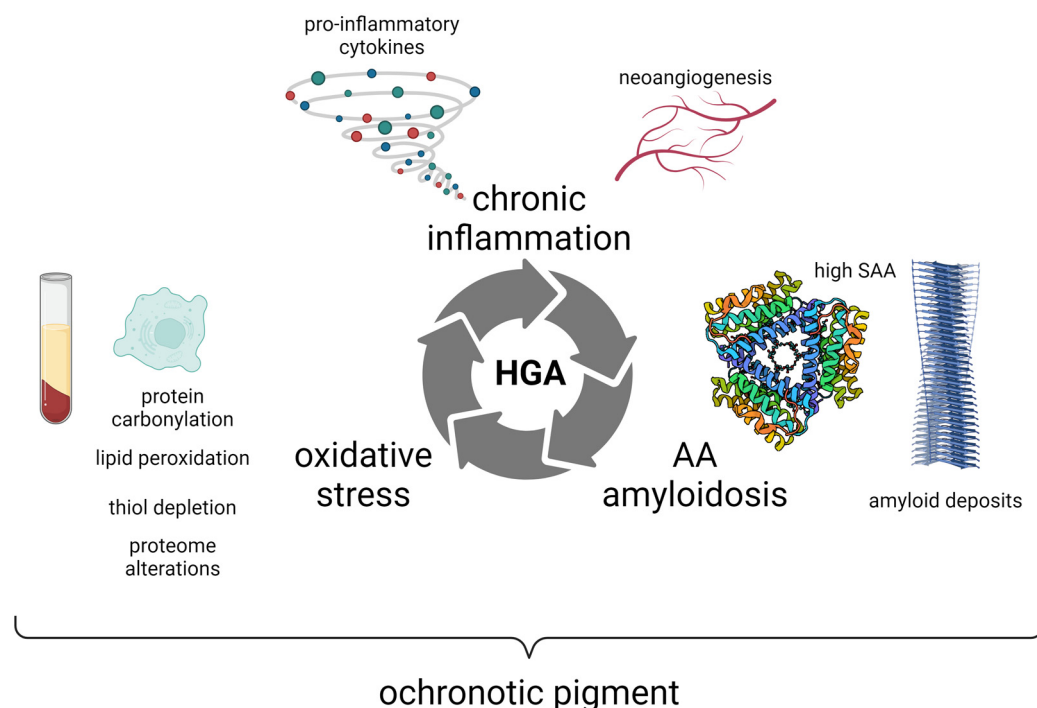 pro-inflammatory
cytokines
neoangiogenesis
chronic
inflammation
high SAA
HGA
protein
carbonylation
lipid peroxidation
thiol depletion
proteome
alterations
oxidative
stress
AA
amyloidosis
amyloid deposits
ochronotic pigment